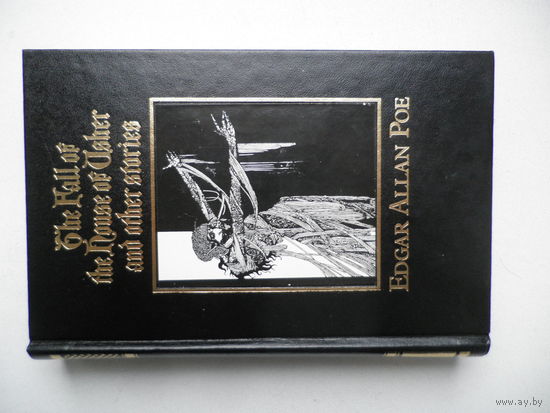 The Fall of
the House of Usher
and other stories
EDGAR ALLAN POE
www.ay.by